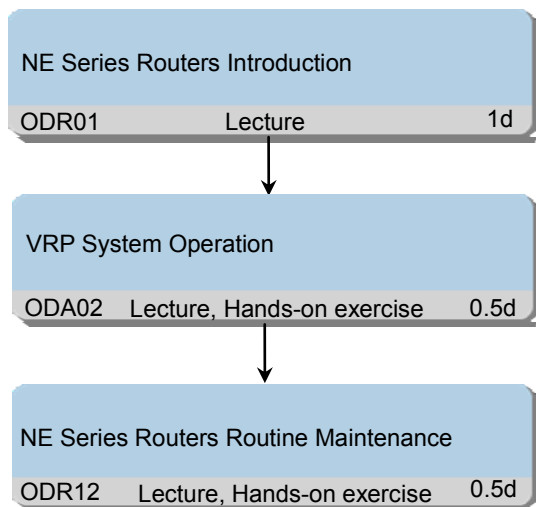 NE Series Routers Introduction
ODR01 Lecture 1d
VRP System Operation
ODA02 Lecture, Hands-on exercise 0.5d
NE Series Routers Routine Maintenance
ODR12 Lecture, Hands-on exercise 0.5d